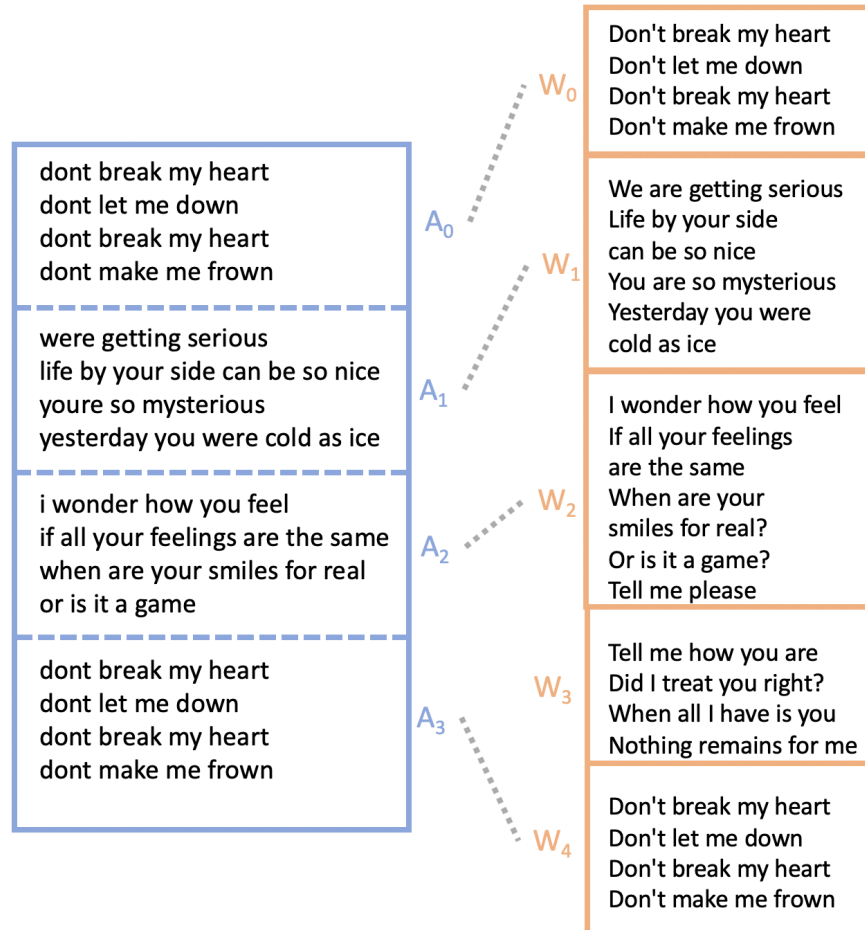 dont break my heart
dont let me down
dont break my heart
dont make me frown
were getting serious
life by your side can be so nice
youre so mysterious
yesterday you were cold as ice
i wonder how you feel
if all your feelings are the same
when are your smiles for real
or is it a game
dont break my heart
dont let me down
dont break my heart
dont make me frown
A₀
A₁
A₂
A₃
W₀
W₁
W₂
W₃
W₄
Don't break my heart
Don't let me down
Don't break my heart
Don't make me frown
We are getting serious
Life by your side
can be so nice
You are so mysterious
Yesterday you were
cold as ice
I wonder how you feel
If all your feelings
are the same
When are your
smiles for real?
Or is it a game?
Tell me please
Tell me how you are
Did I treat you right?
When all I have is you
Nothing remains for me
Don't break my heart
Don't let me down
Don't break my heart
Don't make me frown